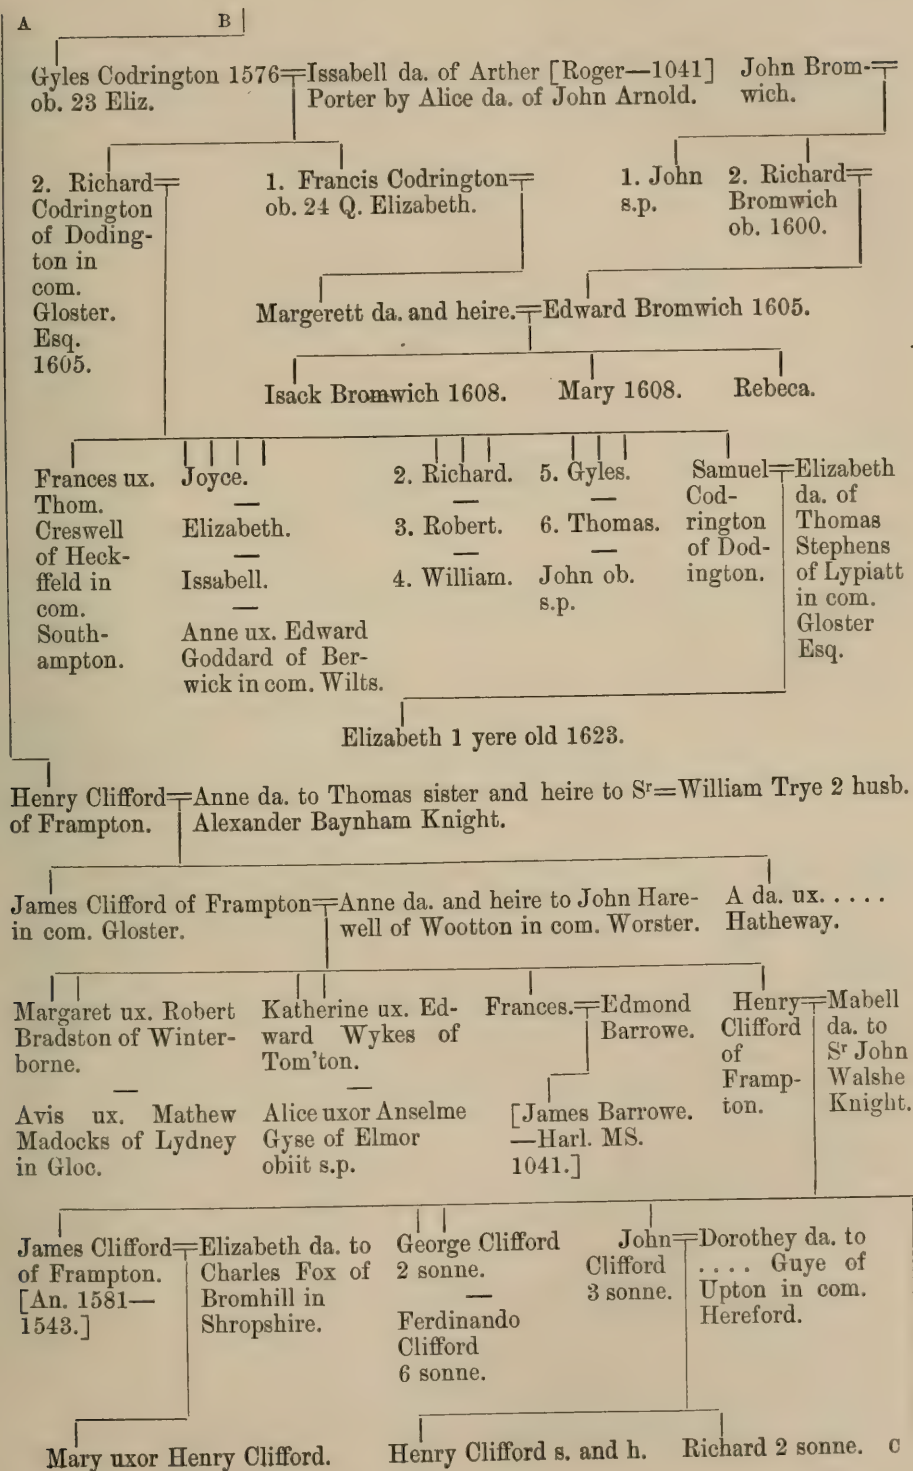 A B
Gyles Codrington 1576=Issabell da. of Arther [Roger—1041] John Brom-=
ob. 23 Eliz. Porter by Alice da. of John Arnold. wich.
2. Richard=
Codrington
of Doding-
ton in
com.
Gloster.
Esq.
1605.
1. Francis Codrington=
ob. 24 Q. Elizabeth.
1. John
s.p.
2. Richard=
Bromwich
ob. 1600.
Margerett da. and heire.=Edward Bromwich 1605.
Isack Bromwich 1608. Mary 1608. Rebeca.
Frances ux.
Thom.
Creswell
of Heck-
ffeld in
com.
South-
ampton.
Joyce.
—
Elizabeth.
—
Issabell.
—
Anne ux. Edward
Goddard of Ber-
wick in com. Wilts.
2. Richard.
—
3. Robert.
—
4. William.
5. Gyles.
—
6. Thomas.
—
John ob.
s.p.
Samuel=
Cod-
rington
of Dod-
ington.
Elizabeth
da. of
Thomas
Stephens
of Lypiatt
in com.
Gloster
Esq.
Elizabeth 1 yere old 1623.
Henry Clifford=Anne da. to Thomas sister and heire to Sʳ=William Trye 2 husb.
of Frampton. Alexander Baynham Knight.
James Clifford of Frampton=Anne da. and heire to John Hare- A da. ux. . . . .
in com. Gloster. well of Wootton in com. Worster. Hatheway.
Margaret ux. Robert
Bradston of Winter-
borne.
—
Avis ux. Mathew
Madocks of Lydney
in Gloc.
Katherine ux. Ed-
ward Wykes of
Tom'ton.
—
Alice uxor Anselme
Gyse of Elmor
obiit s.p.
Frances.=Edmond
Barrowe.
[James Barrowe.
—Harl. MS.
1041.]
Henry=
Clifford
of
Framp-
ton.
Mabell
da. to
Sʳ John
Walshe
Knight.
James Clifford=
of Frampton.
[An. 1581—
1543.]
Elizabeth da. to
Charles Fox of
Bromhill in
Shropshire.
George Clifford
2 sonne.
—
Ferdinando
Clifford
6 sonne.
John=
Clifford
3 sonne.
Dorothey da. to
. . . . Guye of
Upton in com.
Hereford.
Mary uxor Henry Clifford. Henry Clifford s. and h. Richard 2 sonne. C